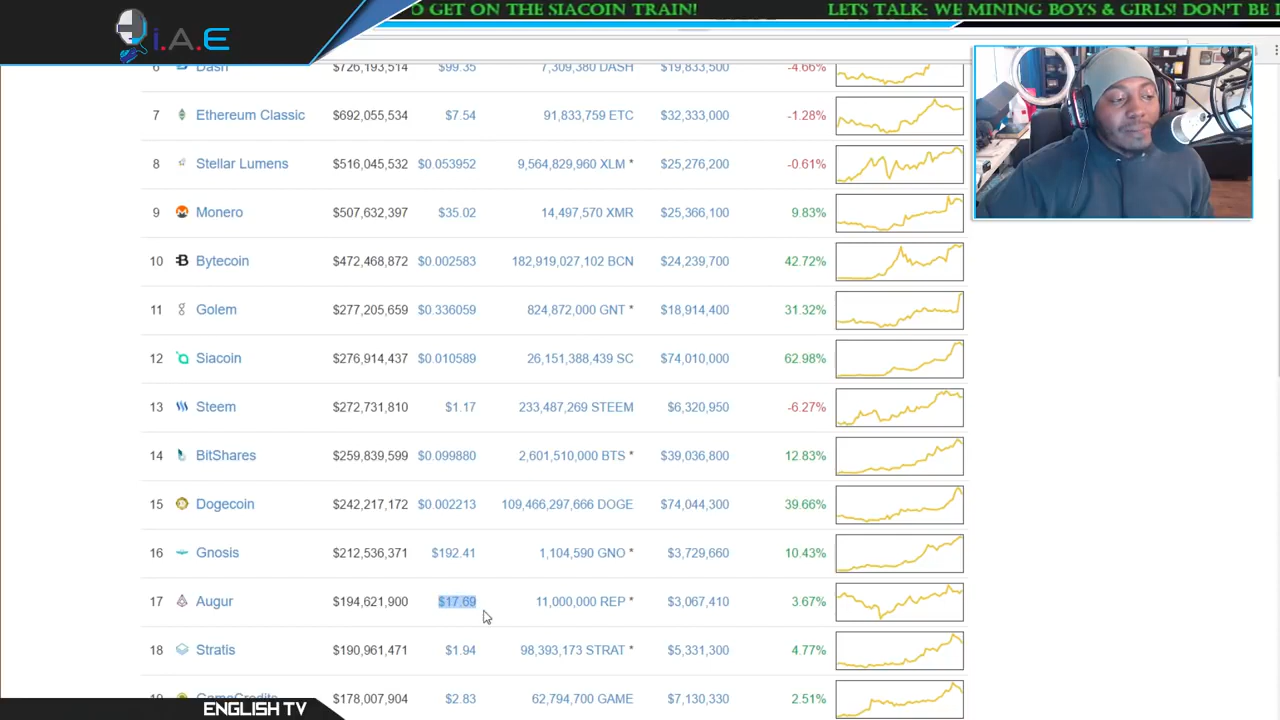 O GET ON THE SIACOIN TRAIN! LETS TALK: WE MINING BOYS & GIRLS! DON'T BE
i.A.E
6 Dash $726,193,514 $99.35 7,309,380 DASH $19,833,500 -4.66%
7 Ethereum Classic $692,055,534 $7.54 91,833,759 ETC $32,333,000 -1.28%
8 Stellar Lumens $516,045,532 $0.053952 9,564,829,960 XLM * $25,276,200 -0.61%
9 Monero $507,632,397 $35.02 14,497,570 XMR $25,366,100 9.83%
10 Bytecoin $472,468,872 $0.002583 182,919,027,102 BCN $24,239,700 42.72%
11 Golem $277,205,659 $0.336059 824,872,000 GNT * $18,914,400 31.32%
12 Siacoin $276,914,437 $0.010589 26,151,388,439 SC $74,010,000 62.98%
13 Steem $272,731,810 $1.17 233,487,269 STEEM $6,320,950 -6.27%
14 BitShares $259,839,599 $0.099880 2,601,510,000 BTS * $39,036,800 12.83%
15 Dogecoin $242,217,172 $0.002213 109,466,297,666 DOGE $74,044,300 39.66%
16 Gnosis $212,536,371 $192.41 1,104,590 GNO * $3,729,660 10.43%
17 Augur $194,621,900 $17.69 11,000,000 REP * $3,067,410 3.67%
18 Stratis $190,961,471 $1.94 98,393,173 STRAT * $5,331,300 4.77%
19 GameCredits $178,007,904 $2.83 62,794,700 GAME $7,130,330 2.51%
ENGLISH TV